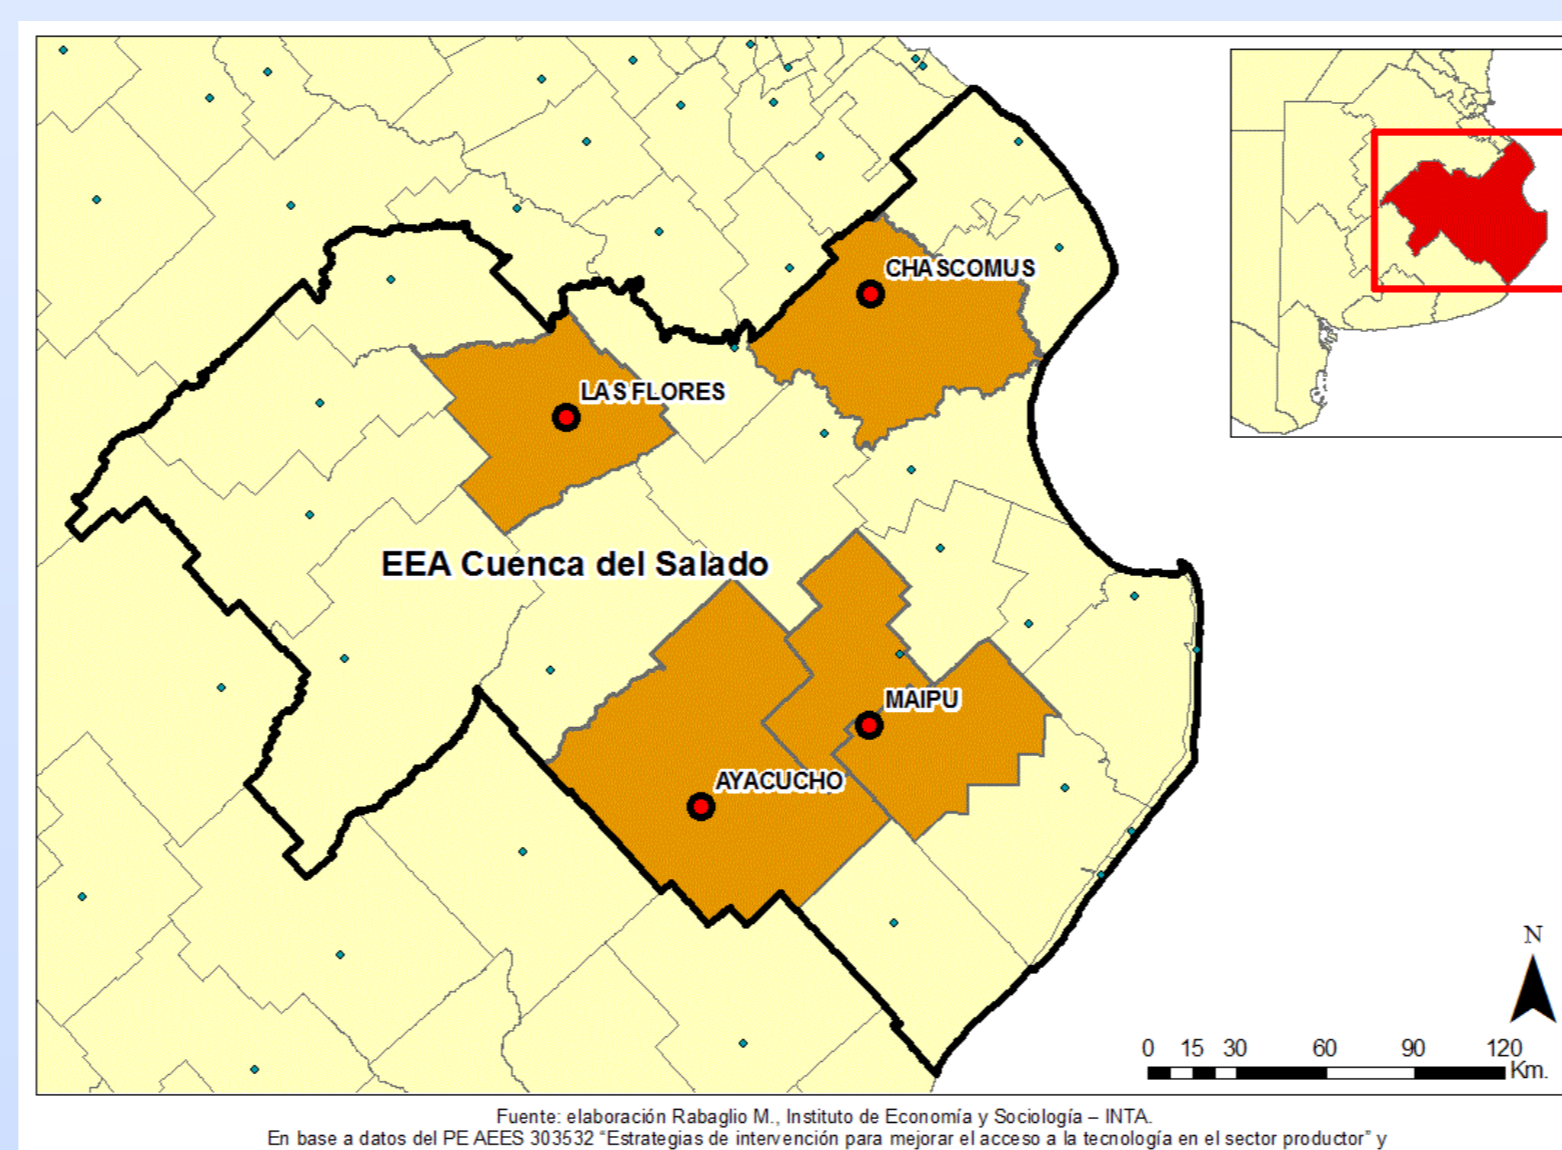 CHASCOMUS
LAS FLORES
EEA Cuenca del Salado
MAIPU
AYACUCHO
N
0 15 30 60 90 120
Km.
Fuente: elaboración Rabaglio M., Instituto de Economía y Sociología – INTA.
En base a datos del PE AEES 303532 “Estrategias de intervención para mejorar el acceso a la tecnología en el sector productor” y